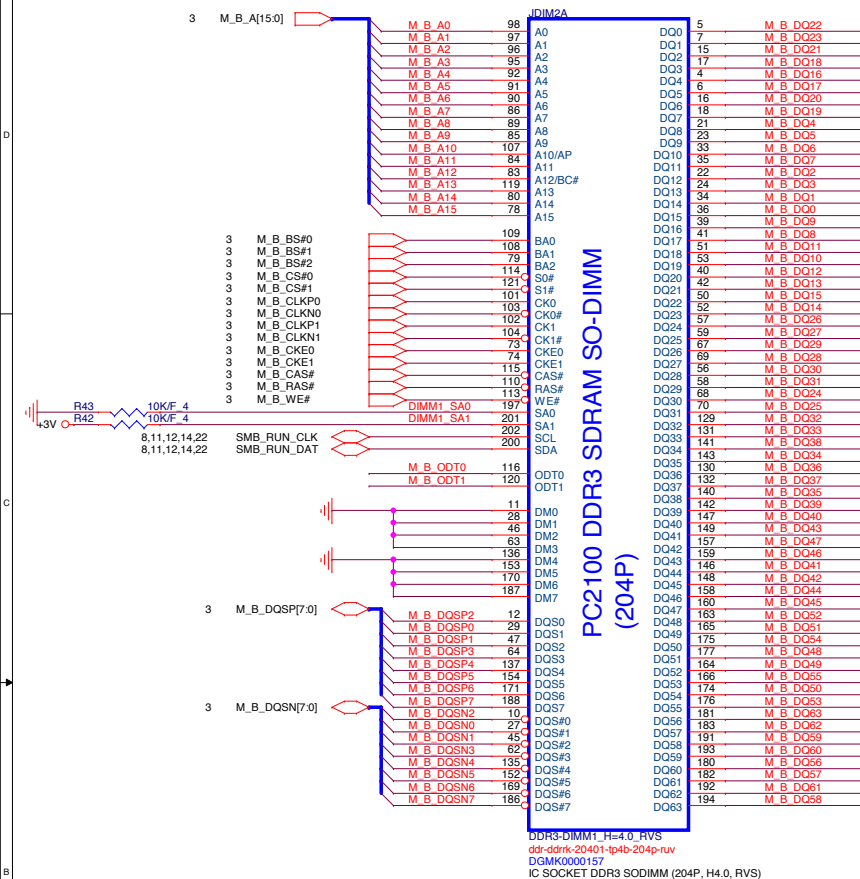 JDIM2A
3 M_B_A[15:0]
M_B_A0 98 A0
M_B_A1 97 A1
M_B_A2 96 A2
M_B_A3 95 A3
M_B_A4 92 A4
M_B_A5 91 A5
M_B_A6 90 A6
M_B_A7 86 A7
M_B_A8 89 A8
M_B_A9 85 A9
M_B_A10 107 A10/AP
M_B_A11 84 A11
M_B_A12 83 A12/BC#
M_B_A13 119 A13
M_B_A14 80 A14
M_B_A15 78 A15
3 M_B_BS#0 109 BA0
3 M_B_BS#1 108 BA1
3 M_B_BS#2 79 BA2
3 M_B_CS#0 114 S0#
3 M_B_CS#1 121 S1#
3 M_B_CLKP0 101 CK0
3 M_B_CLKN0 103 CK0#
3 M_B_CLKP1 102 CK1
3 M_B_CLKN1 104 CK1#
3 M_B_CKE0 73 CKE0
3 M_B_CKE1 74 CKE1
3 M_B_CAS# 115 CAS#
3 M_B_RAS# 110 RAS#
3 M_B_WE# 113 WE#
R43 10K/F_4 DIMM1_SA0 197 SA0
+3V R42 10K/F_4 DIMM1_SA1 201 SA1
8,11,12,14,22 SMB_RUN_CLK 202 SCL
8,11,12,14,22 SMB_RUN_DAT 200 SDA
M_B_ODT0 116 ODT0
M_B_ODT1 120 ODT1
11 DM0
28 DM1
46 DM2
63 DM3
136 DM4
153 DM5
170 DM6
187 DM7
3 M_B_DQSP[7:0]
M_B_DQSP2 12 DQS0
M_B_DQSP0 29 DQS1
M_B_DQSP1 47 DQS2
M_B_DQSP3 64 DQS3
M_B_DQSP4 137 DQS4
M_B_DQSP5 154 DQS5
M_B_DQSP6 171 DQS6
M_B_DQSP7 188 DQS7
3 M_B_DQSN[7:0]
M_B_DQSN2 10 DQS#0
M_B_DQSN0 27 DQS#1
M_B_DQSN1 45 DQS#2
M_B_DQSN3 62 DQS#3
M_B_DQSN4 135 DQS#4
M_B_DQSN5 152 DQS#5
M_B_DQSN6 169 DQS#6
M_B_DQSN7 186 DQS#7
PC2100 DDR3 SDRAM SO-DIMM
(204P)
DQ0 5 M_B_DQ22
DQ1 7 M_B_DQ23
DQ2 15 M_B_DQ21
DQ3 17 M_B_DQ18
DQ4 4 M_B_DQ16
DQ5 6 M_B_DQ17
DQ6 16 M_B_DQ20
DQ7 18 M_B_DQ19
DQ8 21 M_B_DQ4
DQ9 23 M_B_DQ5
DQ10 33 M_B_DQ6
DQ11 35 M_B_DQ7
DQ12 22 M_B_DQ2
DQ13 24 M_B_DQ3
DQ14 34 M_B_DQ1
DQ15 36 M_B_DQ0
DQ16 39 M_B_DQ9
DQ17 41 M_B_DQ8
DQ18 51 M_B_DQ11
DQ19 53 M_B_DQ10
DQ20 40 M_B_DQ12
DQ21 42 M_B_DQ13
DQ22 50 M_B_DQ15
DQ23 52 M_B_DQ14
DQ24 57 M_B_DQ26
DQ25 59 M_B_DQ27
DQ26 67 M_B_DQ29
DQ27 69 M_B_DQ28
DQ28 56 M_B_DQ30
DQ29 58 M_B_DQ31
DQ30 68 M_B_DQ24
DQ31 70 M_B_DQ25
DQ32 129 M_B_DQ32
DQ33 131 M_B_DQ33
DQ34 141 M_B_DQ38
DQ35 143 M_B_DQ34
DQ36 130 M_B_DQ36
DQ37 132 M_B_DQ37
DQ38 140 M_B_DQ35
DQ39 142 M_B_DQ39
DQ40 147 M_B_DQ40
DQ41 149 M_B_DQ43
DQ42 157 M_B_DQ47
DQ43 159 M_B_DQ46
DQ44 146 M_B_DQ41
DQ45 148 M_B_DQ42
DQ46 158 M_B_DQ44
DQ47 160 M_B_DQ45
DQ48 163 M_B_DQ52
DQ49 165 M_B_DQ51
DQ50 175 M_B_DQ54
DQ51 177 M_B_DQ48
DQ52 164 M_B_DQ49
DQ53 166 M_B_DQ55
DQ54 174 M_B_DQ50
DQ55 176 M_B_DQ53
DQ56 181 M_B_DQ63
DQ57 183 M_B_DQ62
DQ58 191 M_B_DQ59
DQ59 193 M_B_DQ60
DQ60 180 M_B_DQ56
DQ61 182 M_B_DQ57
DQ62 192 M_B_DQ61
DQ63 194 M_B_DQ58
DDR3-DIMM1_H=4.0_RVS
ddr-ddrrk-20401-tp4b-204p-ruv
DGMK0000157
IC SOCKET DDR3 SODIMM (204P, H4.0, RVS)
D
C
B